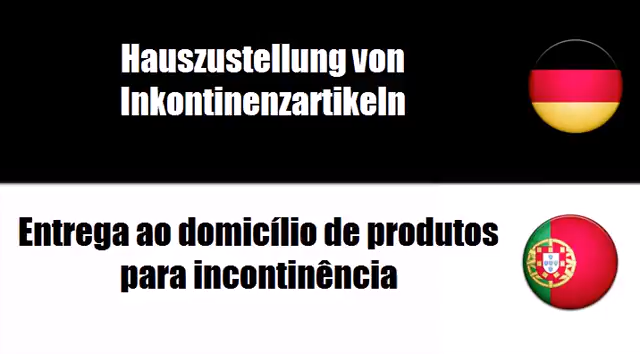 Hauszustellung von
Inkontinenzartikeln
Entrega ao domicílio de produtos
para incontinência